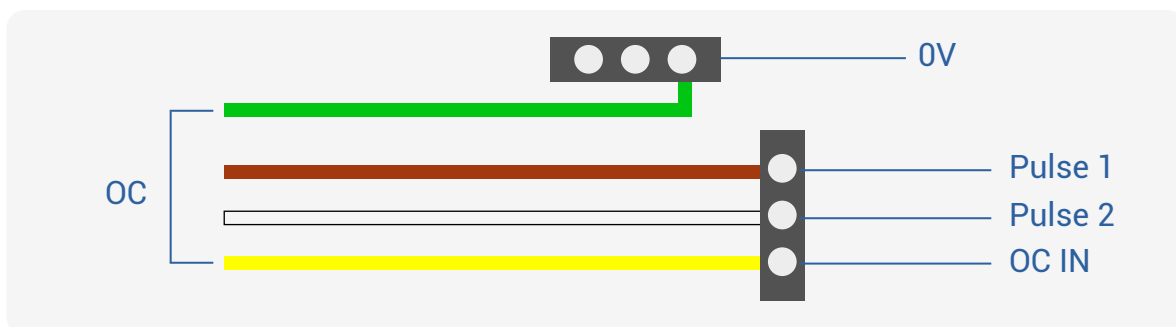 0V
OC
Pulse 1
Pulse 2
OC IN